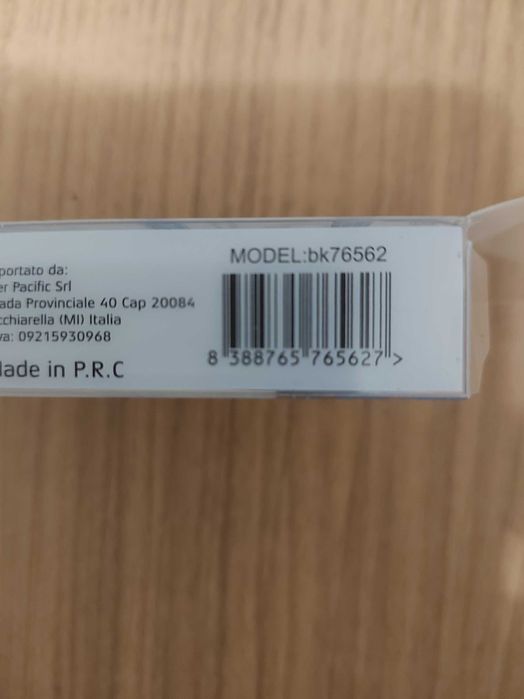 portato da:
er Pacific Srl
ada Provinciale 40 Cap 20084
cchiarella (MI) Italia
va: 09215930968
ade in P.R.C
MODEL:bk76562
8 388765 765627 >